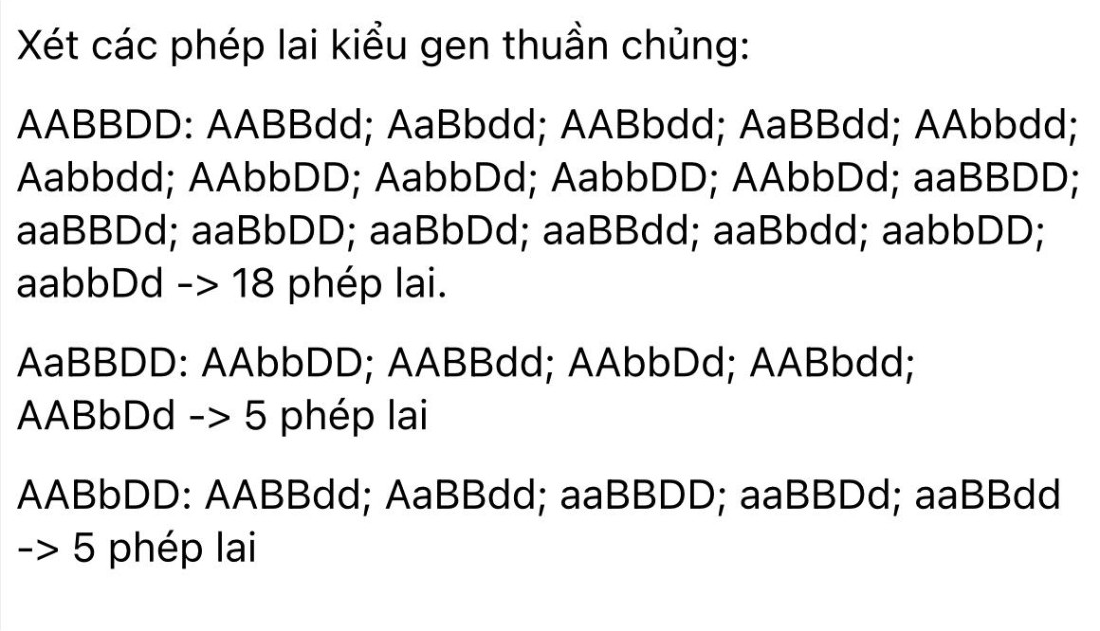 Xét các phép lai kiểu gen thuần chủng:
AABBDD: AABBdd; AaBbdd; AABbdd; AaBBdd; AAbbdd;
Aabbdd; AAbbDD; AabbDd; AabbDD; AAbbDd; aaBBDD;
aaBBDd; aaBbDD; aaBbDd; aaBBdd; aaBbdd; aabbDD;
aabbDd -> 18 phép lai.
AaBBDD: AAbbDD; AABBdd; AAbbDd; AABbdd;
AABbDd -> 5 phép lai
AABbDD: AABBdd; AaBBdd; aaBBDD; aaBBDd; aaBBdd
-> 5 phép lai